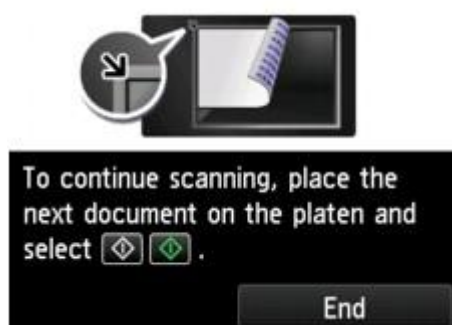 To continue scanning, place the
next document on the platen and
select .
End